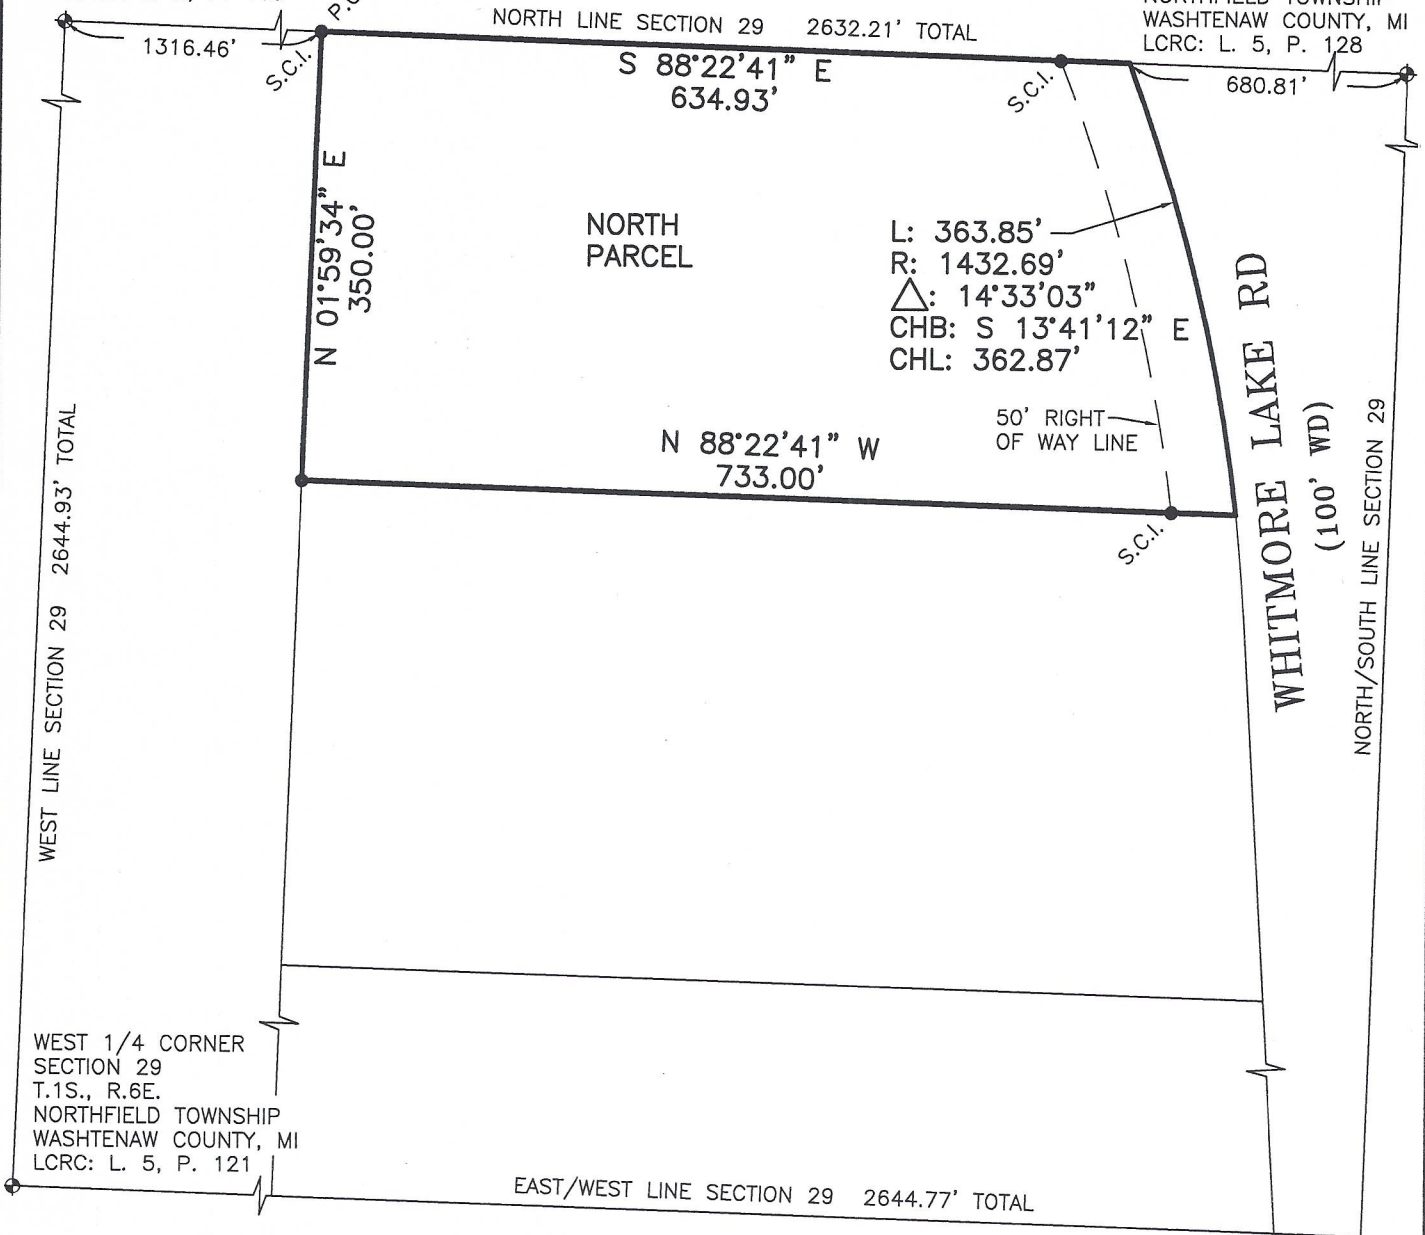 NORTH LINE SECTION 29 2632.21' TOTAL
WASHTENAW COUNTY, MI
LCRC: L. 5, P. 128
1316.46'
S.C.I.
S 88°22'41" E
634.93'
S.C.I.
680.81'
N 01°59'34" E
350.00'
NORTH
PARCEL
L: 363.85'
R: 1432.69'
△: 14°33'03"
CHB: S 13°41'12" E
CHL: 362.87'
50' RIGHT
OF WAY LINE
N 88°22'41" W
733.00'
S.C.I.
WHITMORE LAKE RD
(100' WD)
NORTH/SOUTH LINE SECTION 29
WEST LINE SECTION 29 2644.93' TOTAL
WEST 1/4 CORNER
SECTION 29
T.1S., R.6E.
NORTHFIELD TOWNSHIP
WASHTENAW COUNTY, MI
LCRC: L. 5, P. 121
EAST/WEST LINE SECTION 29 2644.77' TOTAL